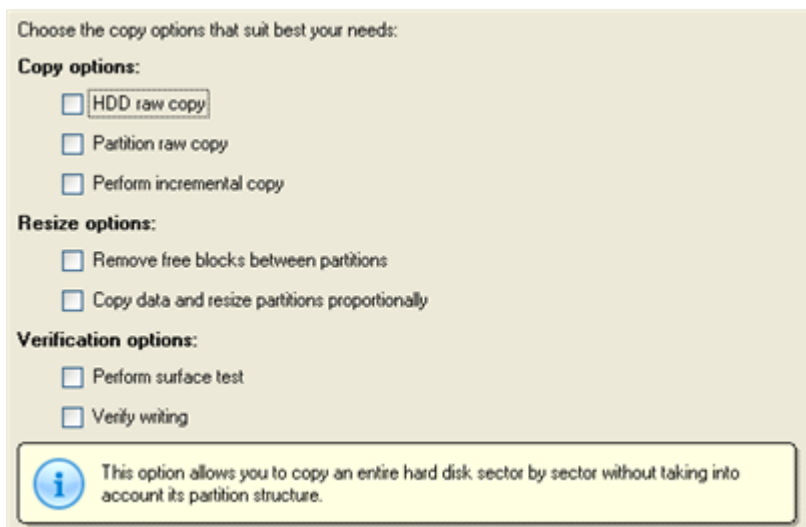 Choose the copy options that suit best your needs:
Copy options:
HDD raw copy
Partition raw copy
Perform incremental copy
Resize options:
Remove free blocks between partitions
Copy data and resize partitions proportionally
Verification options:
Perform surface test
Verify writing
This option allows you to copy an entire hard disk sector by sector without taking into
account its partition structure.